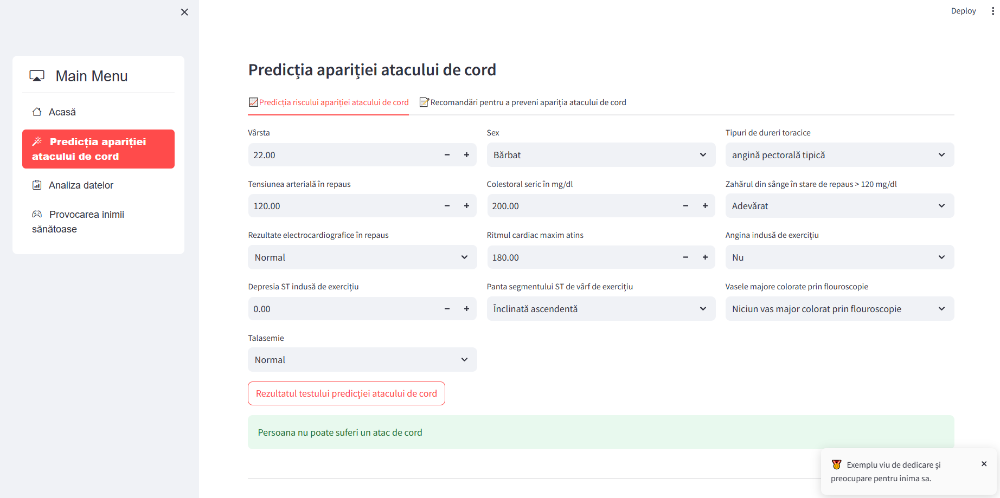 Deploy
Main Menu
Acasă
Predicția apariției
atacului de cord
Analiza datelor
Provocarea inimii
sănătoase
Predicția apariției atacului de cord
Predicția riscului apariției atacului de cord
Recomandări pentru a preveni apariția atacului de cord
Vârsta
Sex
Tipuri de dureri toracice
22.00
Bărbat
angină pectorală tipică
Tensiunea arterială în repaus
Colestoral seric în mg/dl
Zahărul din sânge în stare de repaus > 120 mg/dl
120.00
200.00
Adevărat
Rezultate electrocardiografice în repaus
Ritmul cardiac maxim atins
Angina indusă de exercițiu
Normal
180.00
Nu
Depresia ST indusă de exercițiu
Panta segmentului ST de vârf de exercițiu
Vasele majore colorate prin flouroscopie
0.00
Înclinată ascendentă
Niciun vas major colorat prin flouroscopie
Talasemie
Normal
Rezultatul testului predicției atacului de cord
Persoana nu poate suferi un atac de cord
Exemplu viu de dedicare și
preocupare pentru inima sa.